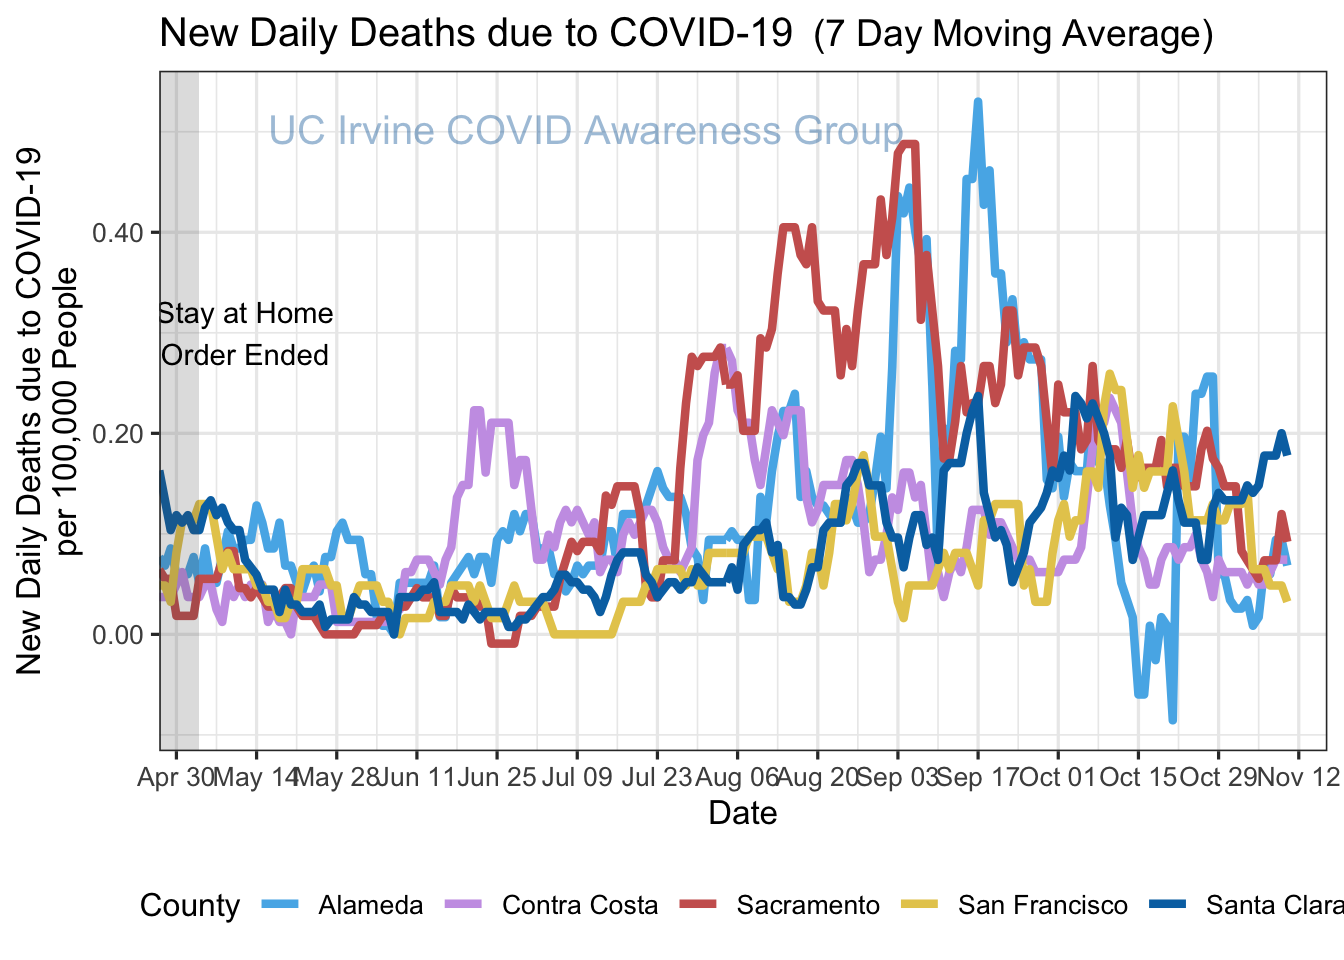 New Daily Deaths due to COVID-19 (7 Day Moving Average)
UC Irvine COVID Awareness Group
New Daily Deaths due to COVID-19
per 100,000 People
0.40
0.20
0.00
Stay at Home
Order Ended
Apr 30 May 14 May 28 Jun 11 Jun 25 Jul 09 Jul 23 Aug 06 Aug 20 Sep 03 Sep 17 Oct 01 Oct 15 Oct 29 Nov 12
Date
County Alameda Contra Costa Sacramento San Francisco Santa Clara